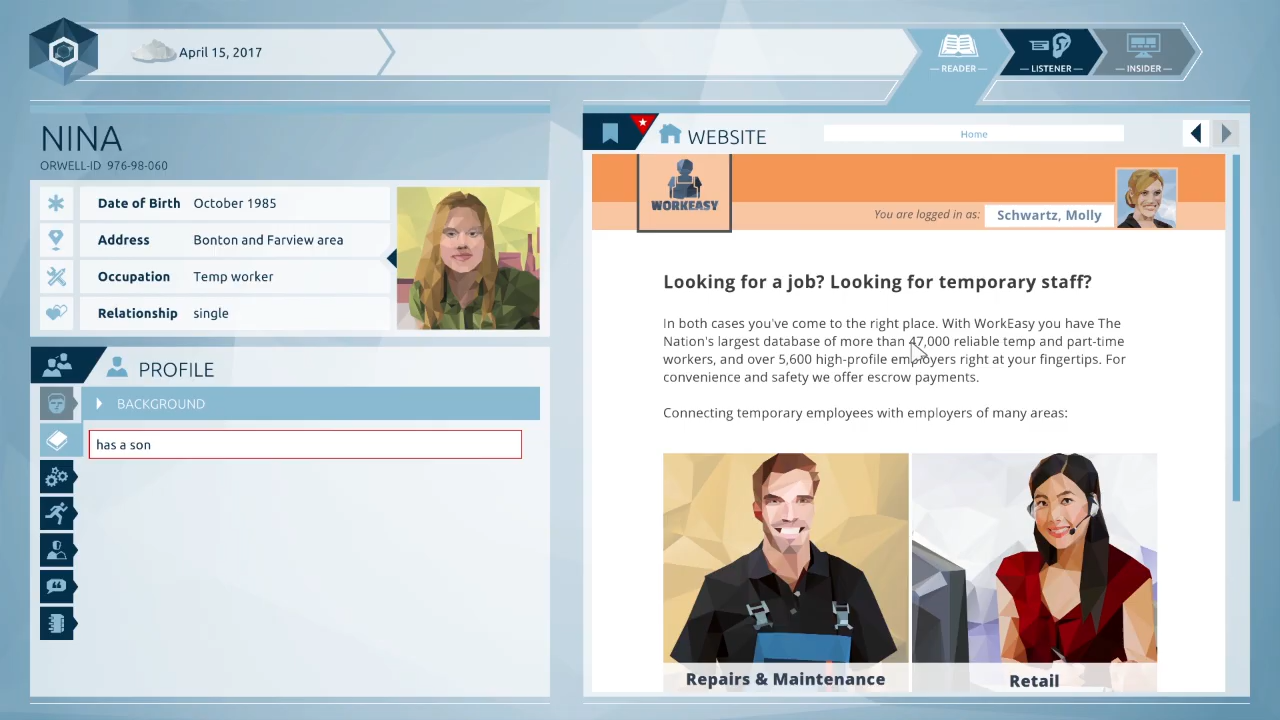 April 15, 2017
— READER —
— LISTENER —
— INSIDER —
NINA
ORWELL-ID 976-98-060
Date of Birth October 1985
Address Bonton and Farview area
Occupation Temp worker
Relationship single
PROFILE
BACKGROUND
has a son
WEBSITE
Home
WORKEASY
You are logged in as: Schwartz, Molly
Looking for a job? Looking for temporary staff?
In both cases you've come to the right place. With WorkEasy you have The
Nation's largest database of more than 47,000 reliable temp and part-time
workers, and over 5,600 high-profile employers right at your fingertips. For
convenience and safety we offer escrow payments.
Connecting temporary employees with employers of many areas:
Repairs & Maintenance
Retail